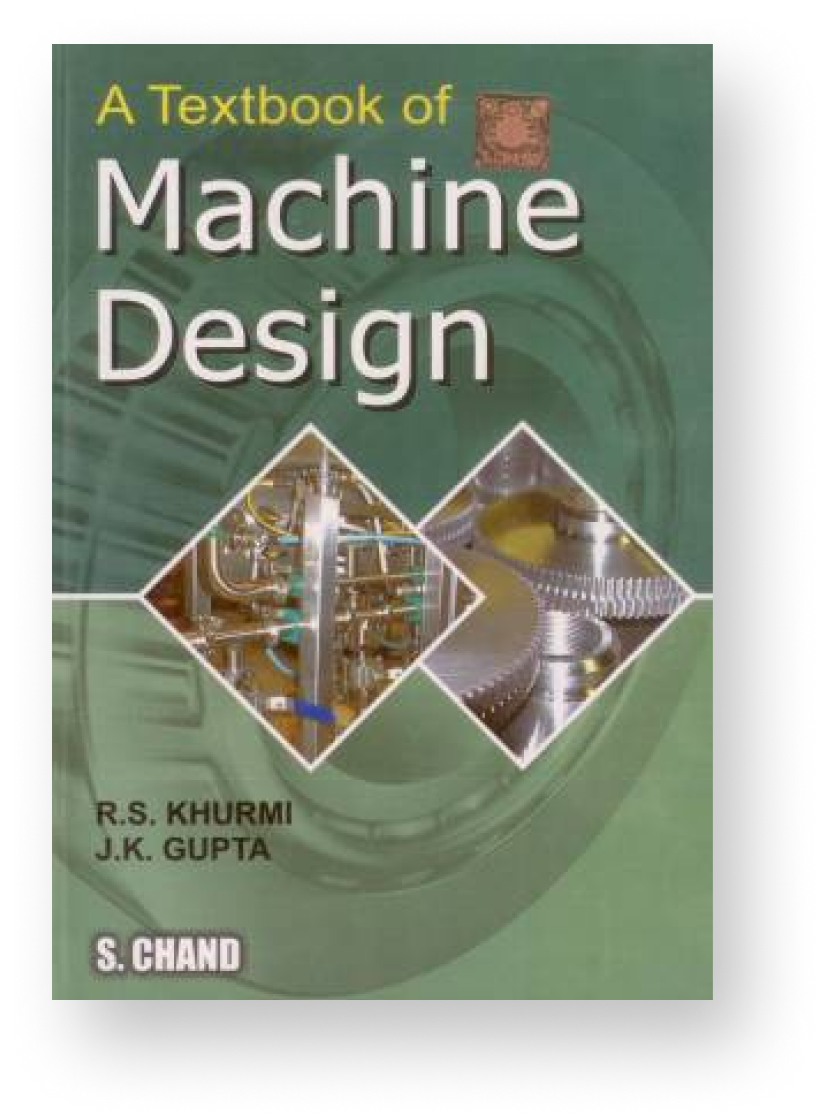 A Textbook of
Machine
Design
R.S. KHURMI
J.K. GUPTA
S. CHAND